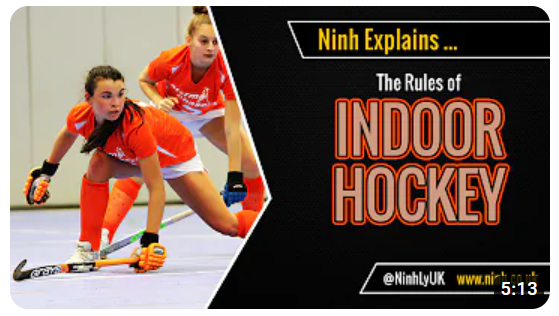 Ninh Explains ...
The Rules of
INDOOR
HOCKEY
@NinhLyUK
5:13